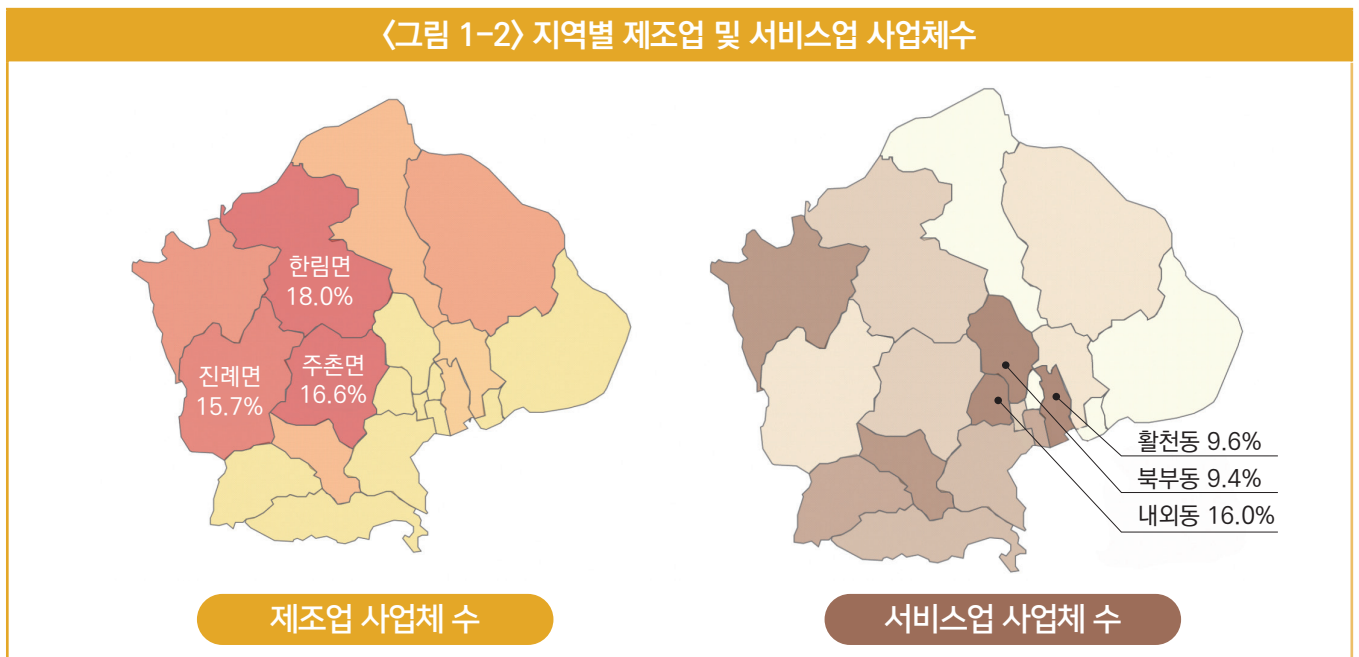 〈그림 1-2〉 지역별 제조업 및 서비스업 사업체수
한림면
18.0%
진례면
15.7%
주촌면
16.6%
활천동 9.6%
북부동 9.4%
내외동 16.0%
제조업 사업체 수
서비스업 사업체 수